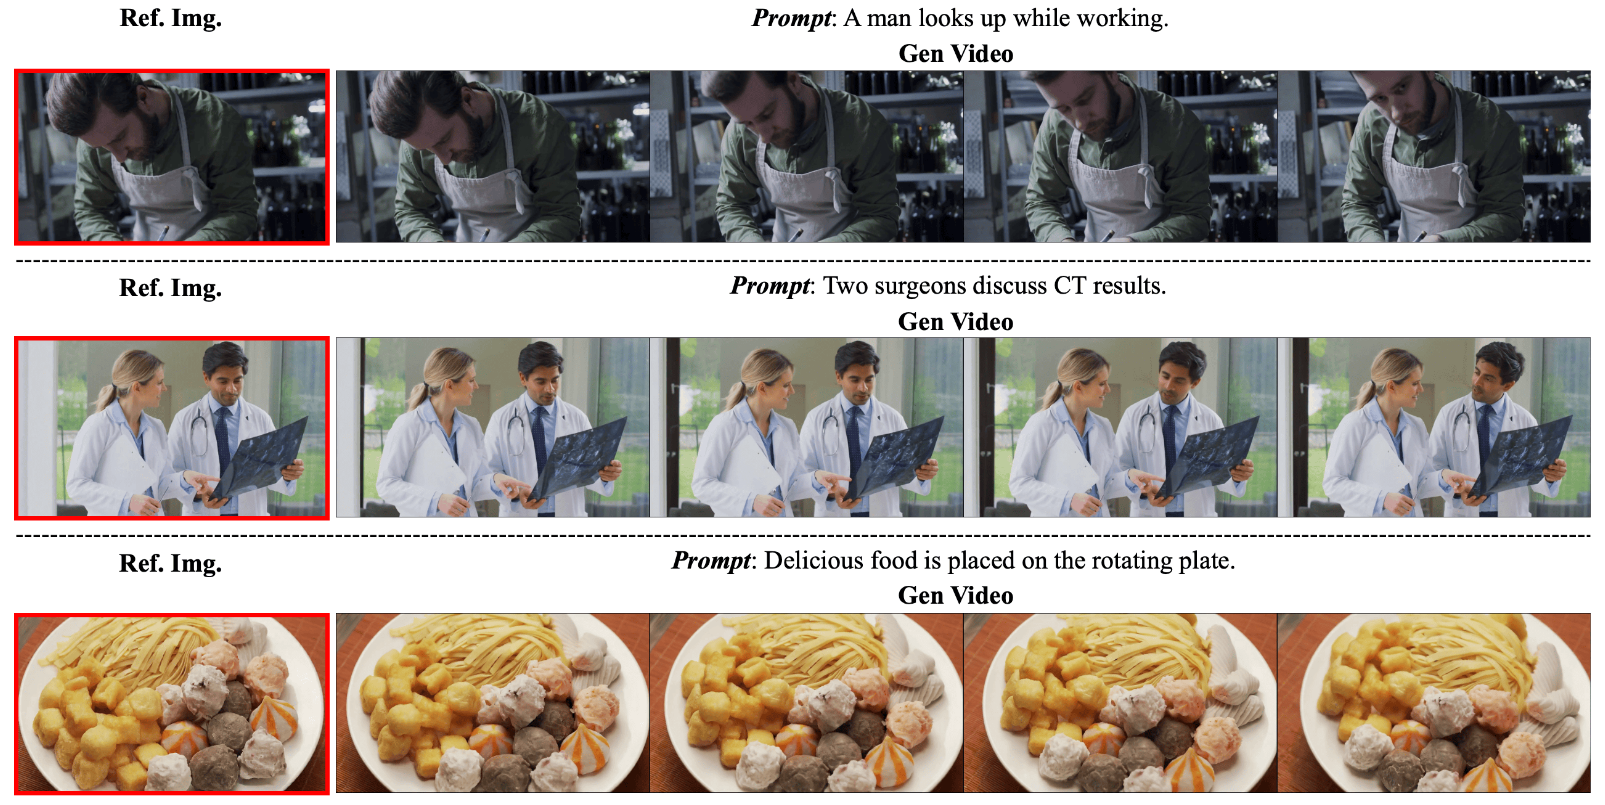 Ref. Img.
Prompt: A man looks up while working.
Gen Video
Ref. Img.
Prompt: Two surgeons discuss CT results.
Gen Video
Ref. Img.
Prompt: Delicious food is placed on the rotating plate.
Gen Video